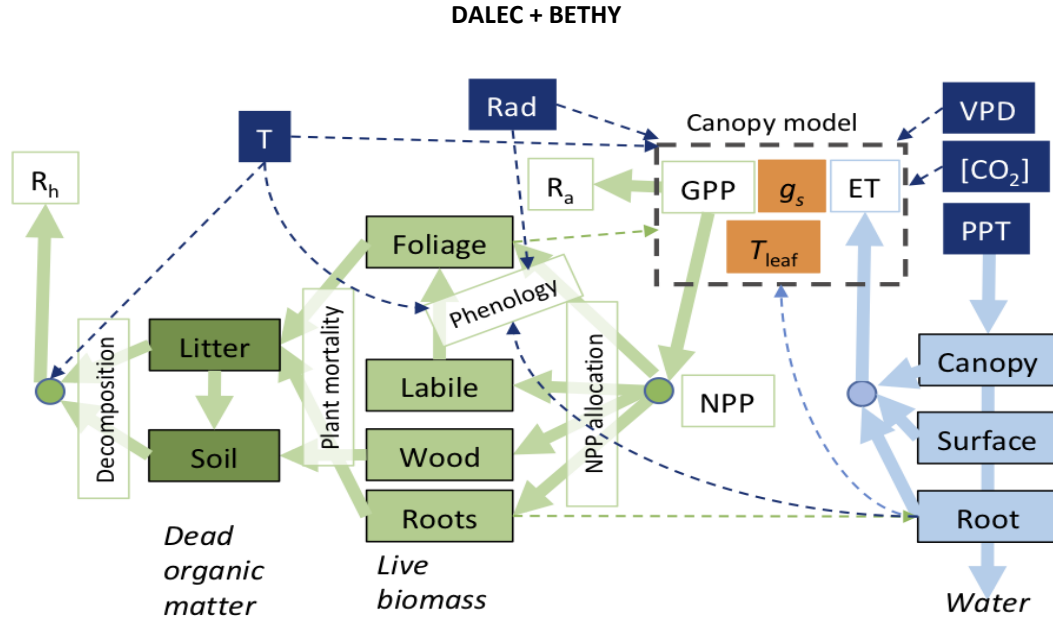 DALEC + BETHY
Rad
VPD
T
Canopy model
[CO₂]
Rₕ
Rₐ
GPP
gₛ
ET
PPT
Foliage
T_leaf
Phenology
Litter
Plant mortality
Labile
NPP allocation
NPP
Canopy
Decomposition
Soil
Wood
Surface
Roots
Root
Dead
organic
matter
Live
biomass
Water